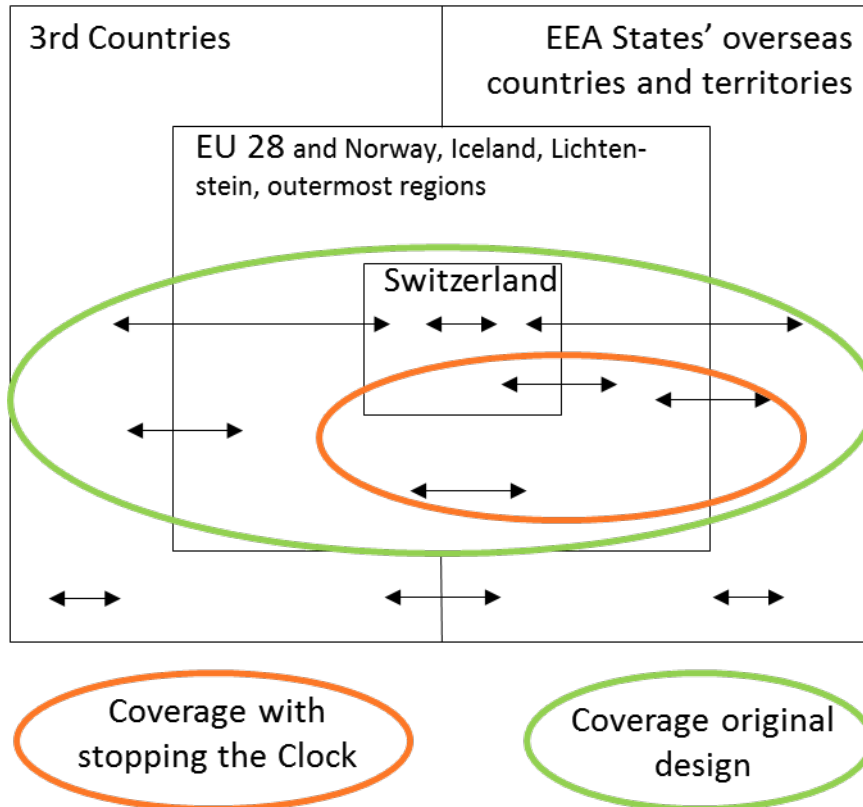 3rd Countries
EEA States’ overseas
countries and territories
EU 28 and Norway, Iceland, Lichten-
stein, outermost regions
Switzerland
Coverage with
stopping the Clock
Coverage original
design